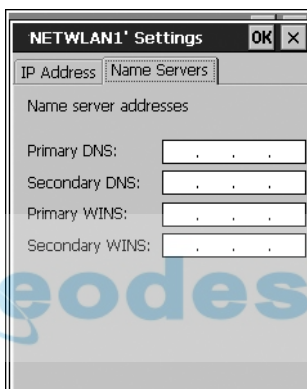 'NETWLAN1' Settings OK ×
IP Address Name Servers
Name server addresses
Primary DNS: . . .
Secondary DNS: . . .
Primary WINS: . . .
Secondary WINS: . . .
eodes